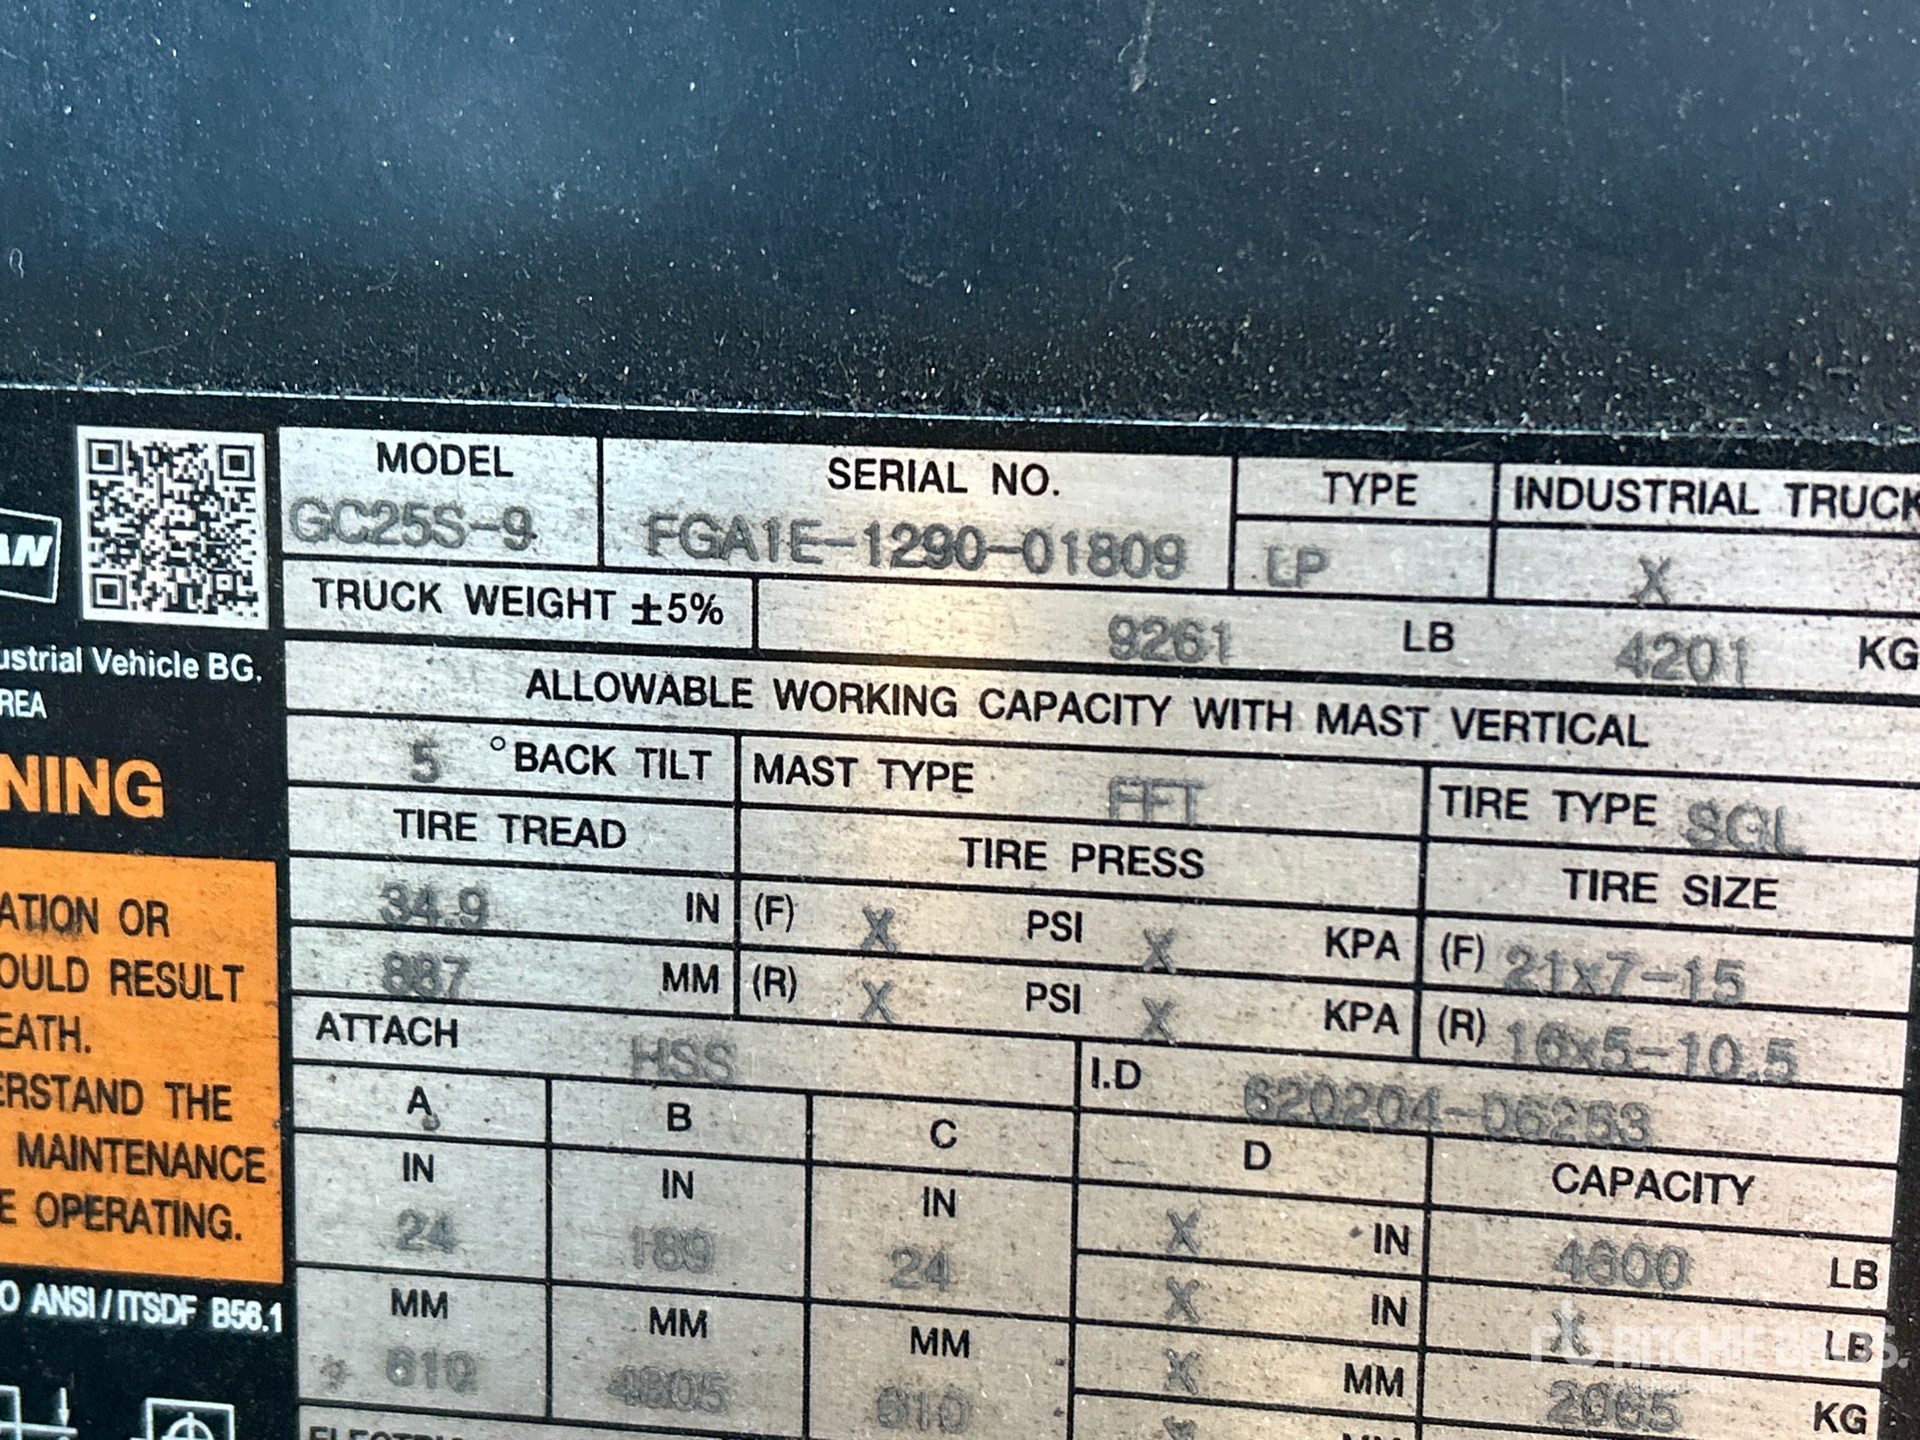 MODEL SERIAL NO. TYPE INDUSTRIAL TRUCK
GC25S-9 FGA1E-1290-01809 LP X
TRUCK WEIGHT ±5% 9261 LB 4201 KG
ALLOWABLE WORKING CAPACITY WITH MAST VERTICAL
5 °BACK TILT MAST TYPE FFT TIRE TYPE SGL
TIRE TREAD TIRE PRESS TIRE SIZE
34.9 IN (F) X PSI X KPA (F) 21x7-15
887 MM (R) X PSI X KPA (R) 16x5-10.5
ATTACH HSS I.D 620204-06253
A B C D CAPACITY
IN IN IN X IN 4600 LB
24 189 24 X IN X LB
MM MM MM X MM 2085 KG
610 4805 610 MM
AN
ustrial Vehicle BG.
REA
NING
ATION OR
OULD RESULT
EATH.
ERSTAND THE
MAINTENANCE
E OPERATING.
O ANSI/ITSDF B56.1
RITCHIE BROS.